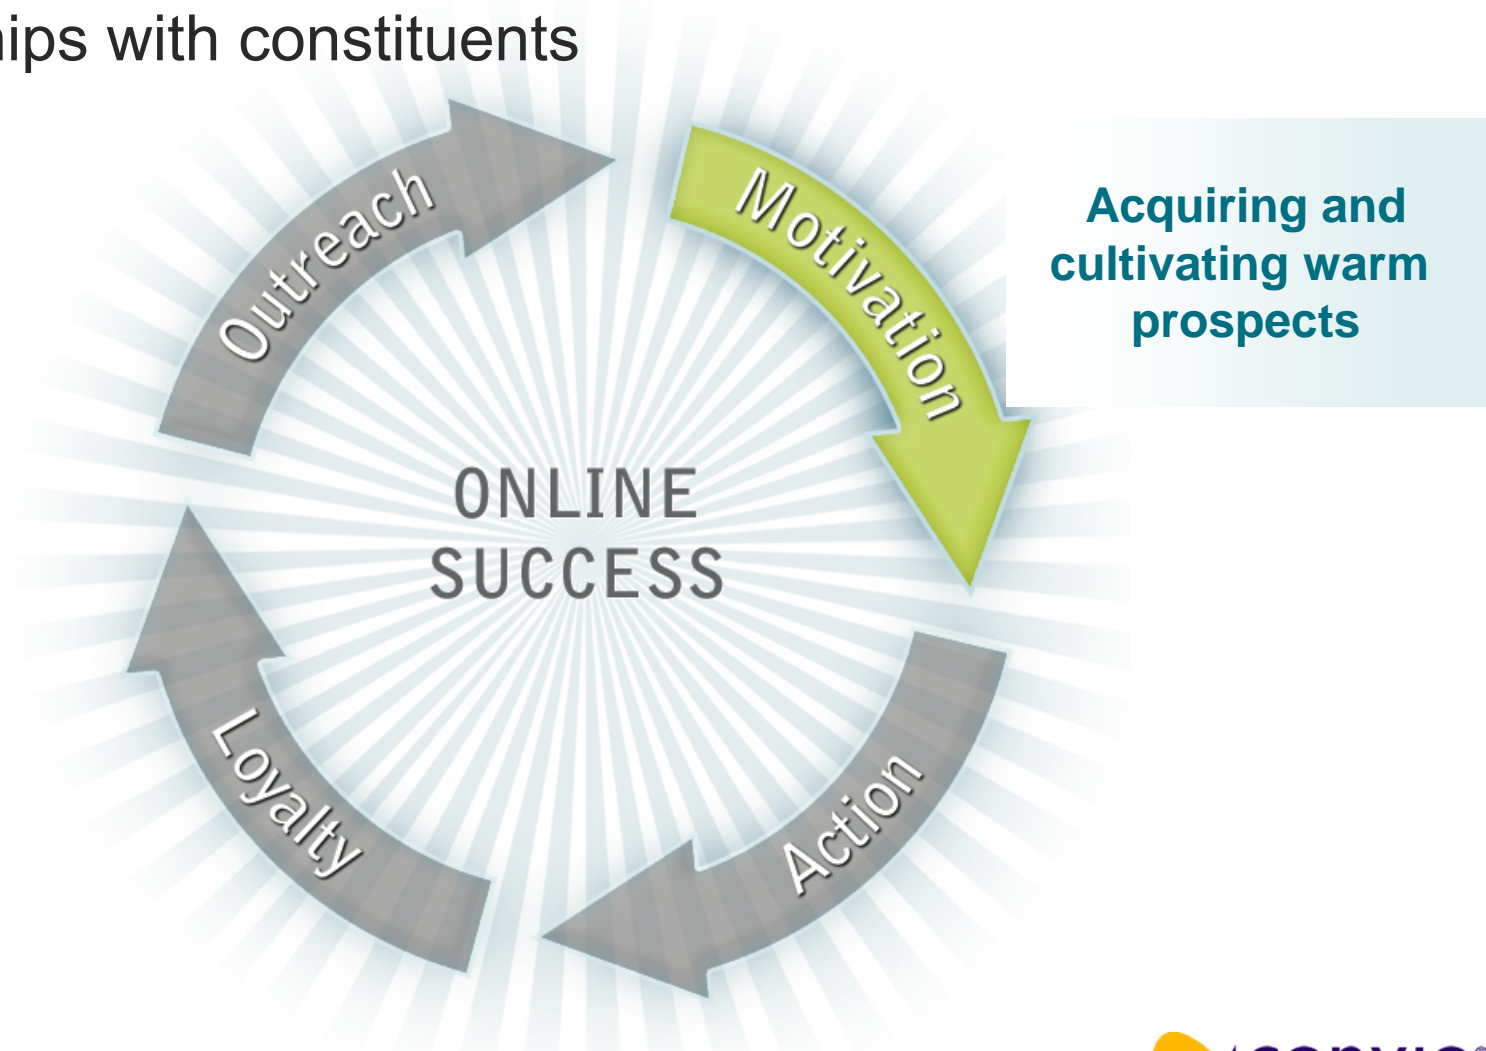 ips with constituents
Outreach
Motivation
Acquiring and
cultivating warm
prospects
ONLINE
SUCCESS
Loyalty
Action